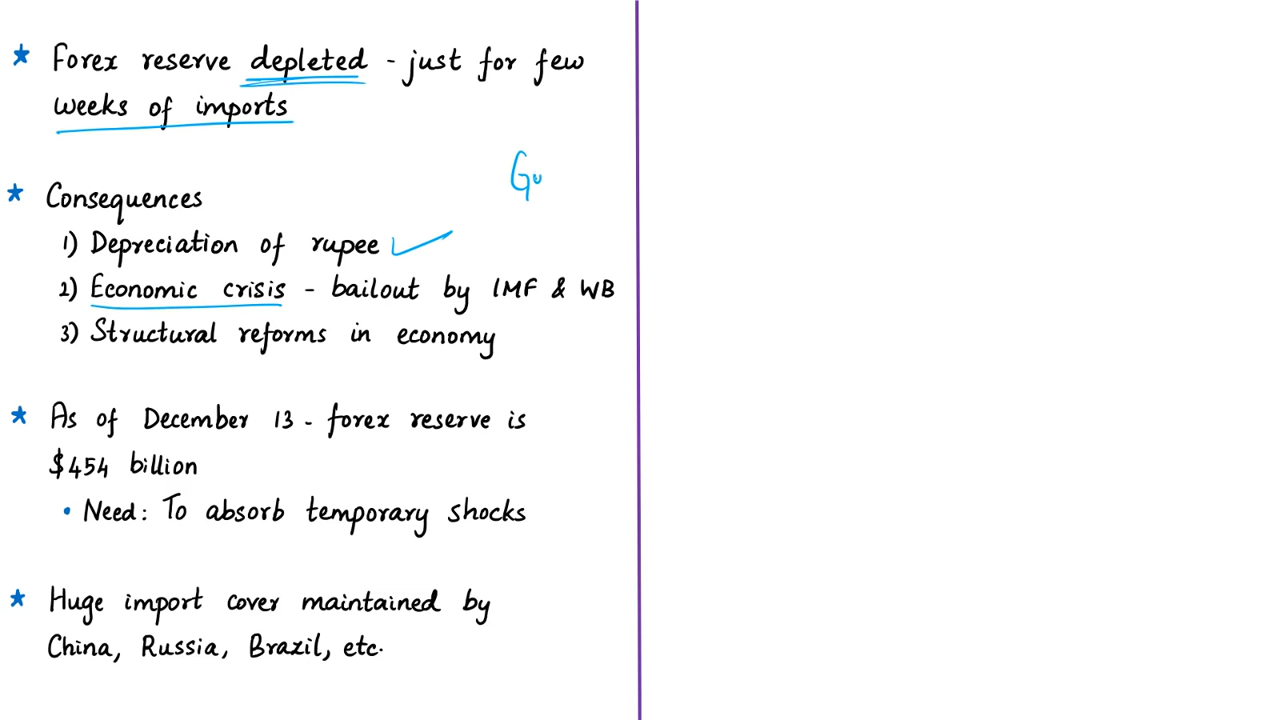 * Forex reserve depleted - just for few
weeks of imports
* Consequences
1) Depreciation of rupee
2) Economic crisis - bailout by IMF & WB
3) Structural reforms in economy
* As of December 13 - forex reserve is
$454 billion
• Need: To absorb temporary shocks
* Huge import cover maintained by
China, Russia, Brazil, etc.